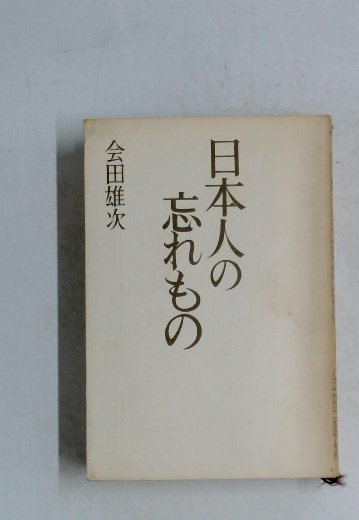 日本人の
忘れもの
会田雄次